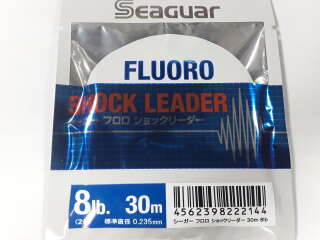 Seaguar
FLUORO
SHOCK LEADER
フロロ ショックリーダー
8lb. 30m
標準直径 0.235mm
4562398222144
シーガー フロロ ショックリーダー 30m 8lb